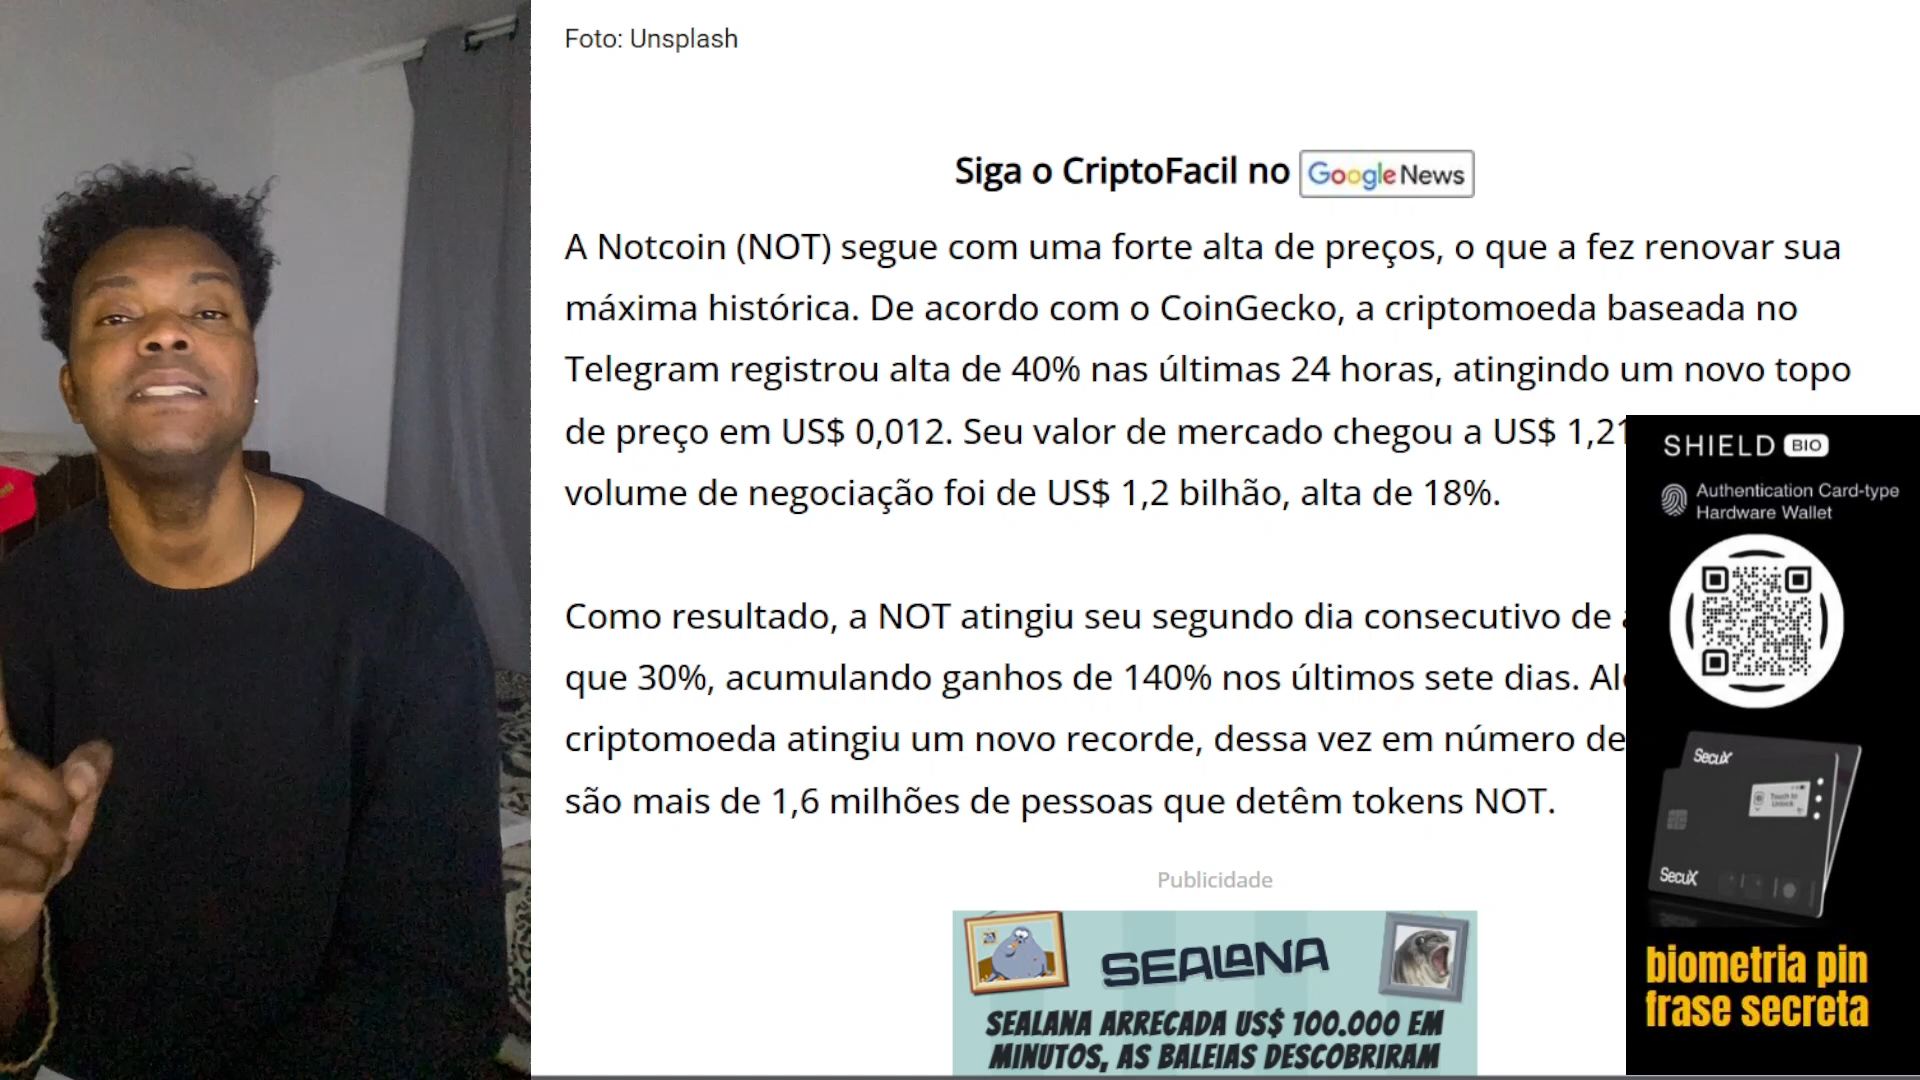 Foto: Unsplash
Siga o CriptoFacil no Google News
A Notcoin (NOT) segue com uma forte alta de preços, o que a fez renovar sua
máxima histórica. De acordo com o CoinGecko, a criptomoeda baseada no
Telegram registrou alta de 40% nas últimas 24 horas, atingindo um novo topo
de preço em US$ 0,012. Seu valor de mercado chegou a US$ 1,21
volume de negociação foi de US$ 1,2 bilhão, alta de 18%.
Como resultado, a NOT atingiu seu segundo dia consecutivo de
que 30%, acumulando ganhos de 140% nos últimos sete dias.
criptomoeda atingiu um novo recorde, dessa vez em número de
são mais de 1,6 milhões de pessoas que detêm tokens NOT.
Publicidade
SEALANA
SEALANA ARRECADA US$ 100.000 EM
MINUTOS, AS BALEIAS DESCOBRIRAM
SHIELD BIO
Authentication Card-type
Hardware Wallet
SecuX
Touch to
Unlock
SecuX
biometria pin
frase secreta